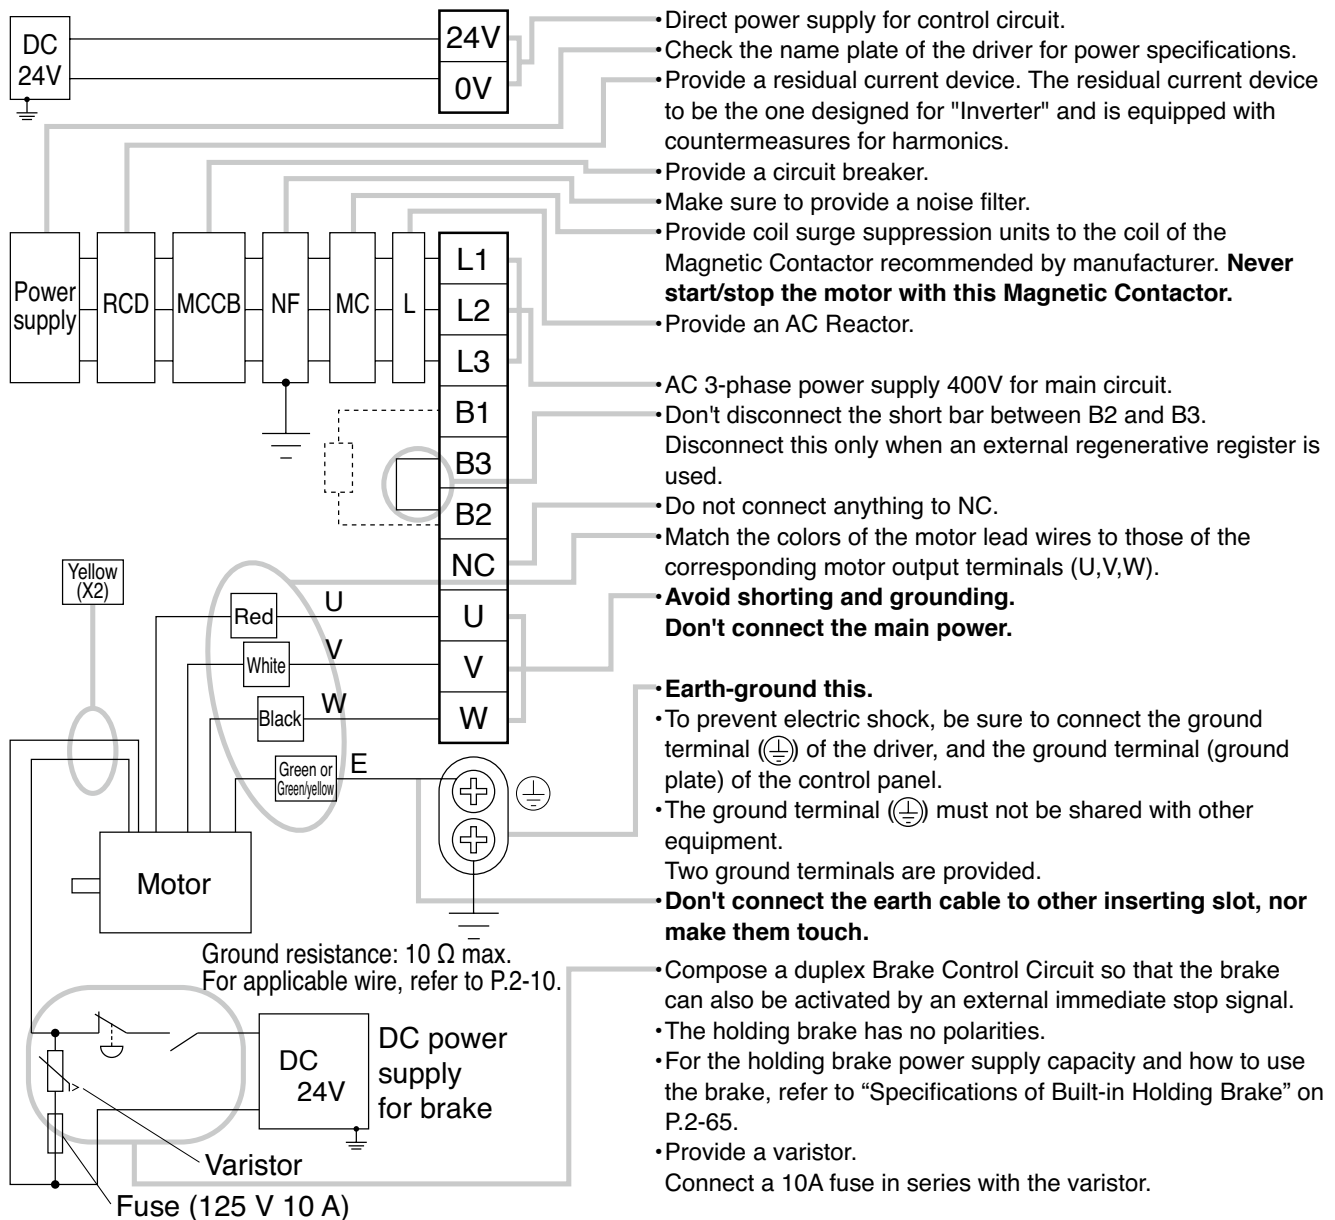 DC
24V
24V
0V
・Direct power supply for control circuit.
・Check the name plate of the driver for power specifications.
・Provide a residual current device. The residual current device
to be the one designed for "Inverter" and is equipped with
countermeasures for harmonics.
・Provide a circuit breaker.
・Make sure to provide a noise filter.
・Provide coil surge suppression units to the coil of the
Magnetic Contactor recommended by manufacturer. Never
start/stop the motor with this Magnetic Contactor.
・Provide an AC Reactor.
Power
supply
RCD
MCCB
NF
MC
L
L1
L2
L3
B1
B3
B2
NC
U
V
W
・AC 3-phase power supply 400V for main circuit.
・Don't disconnect the short bar between B2 and B3.
Disconnect this only when an external regenerative register is
used.
・Do not connect anything to NC.
・Match the colors of the motor lead wires to those of the
corresponding motor output terminals (U,V,W).
・Avoid shorting and grounding.
Don't connect the main power.
Yellow
(X2)
Red
U
White
V
Black
W
Green or
Green/yellow
E
・Earth-ground this.
・To prevent electric shock, be sure to connect the ground
terminal (⏚) of the driver, and the ground terminal (ground
plate) of the control panel.
・The ground terminal (⏚) must not be shared with other
equipment.
Two ground terminals are provided.
・Don't connect the earth cable to other inserting slot, nor
make them touch.
Motor
Ground resistance: 10 Ω max.
For applicable wire, refer to P.2-10.
・Compose a duplex Brake Control Circuit so that the brake
can also be activated by an external immediate stop signal.
・The holding brake has no polarities.
・For the holding brake power supply capacity and how to use
the brake, refer to “Specifications of Built-in Holding Brake” on
P.2-65.
・Provide a varistor.
Connect a 10A fuse in series with the varistor.
DC
24V
DC power
supply
for brake
Varistor
Fuse (125 V 10 A)